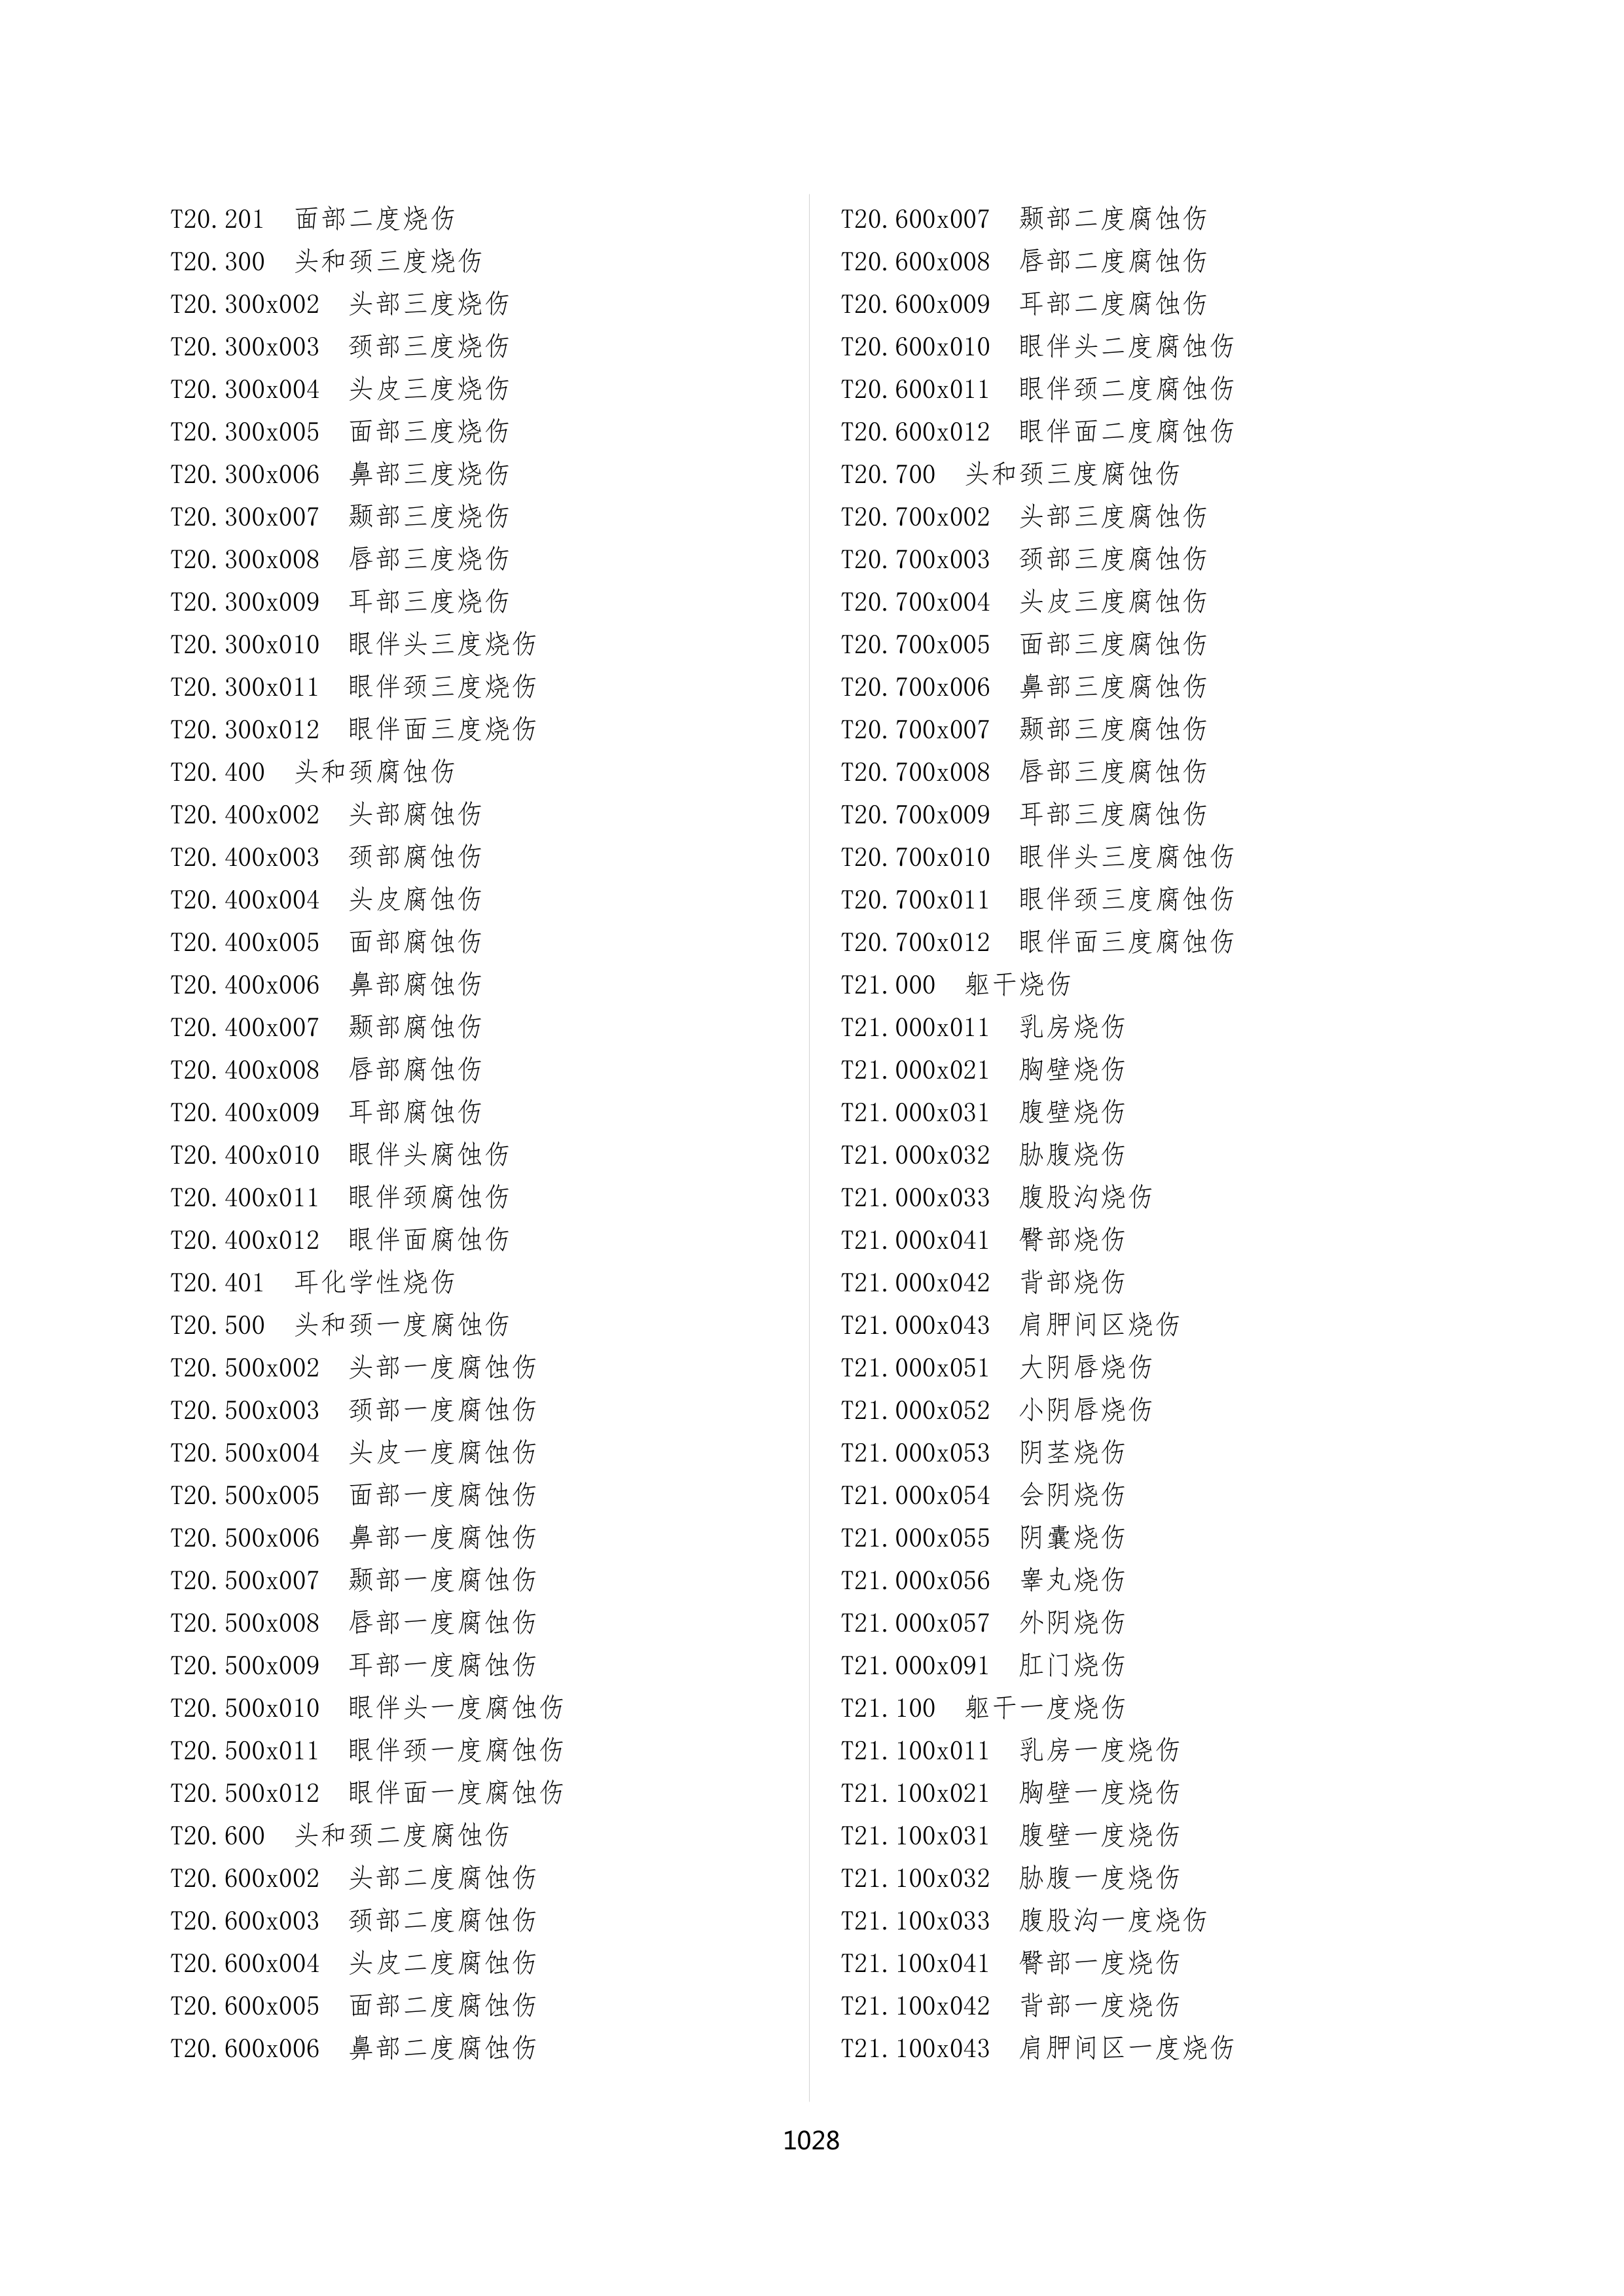 T20.201 面部二度烧伤
T20.300 头和颈三度烧伤
T20.300x002 头部三度烧伤
T20.300x003 颈部三度烧伤
T20.300x004 头皮三度烧伤
T20.300x005 面部三度烧伤
T20.300x006 鼻部三度烧伤
T20.300x007 颞部三度烧伤
T20.300x008 唇部三度烧伤
T20.300x009 耳部三度烧伤
T20.300x010 眼伴头三度烧伤
T20.300x011 眼伴颈三度烧伤
T20.300x012 眼伴面三度烧伤
T20.400 头和颈腐蚀伤
T20.400x002 头部腐蚀伤
T20.400x003 颈部腐蚀伤
T20.400x004 头皮腐蚀伤
T20.400x005 面部腐蚀伤
T20.400x006 鼻部腐蚀伤
T20.400x007 颞部腐蚀伤
T20.400x008 唇部腐蚀伤
T20.400x009 耳部腐蚀伤
T20.400x010 眼伴头腐蚀伤
T20.400x011 眼伴颈腐蚀伤
T20.400x012 眼伴面腐蚀伤
T20.401 耳化学性烧伤
T20.500 头和颈一度腐蚀伤
T20.500x002 头部一度腐蚀伤
T20.500x003 颈部一度腐蚀伤
T20.500x004 头皮一度腐蚀伤
T20.500x005 面部一度腐蚀伤
T20.500x006 鼻部一度腐蚀伤
T20.500x007 颞部一度腐蚀伤
T20.500x008 唇部一度腐蚀伤
T20.500x009 耳部一度腐蚀伤
T20.500x010 眼伴头一度腐蚀伤
T20.500x011 眼伴颈一度腐蚀伤
T20.500x012 眼伴面一度腐蚀伤
T20.600 头和颈二度腐蚀伤
T20.600x002 头部二度腐蚀伤
T20.600x003 颈部二度腐蚀伤
T20.600x004 头皮二度腐蚀伤
T20.600x005 面部二度腐蚀伤
T20.600x006 鼻部二度腐蚀伤
T20.600x007 颞部二度腐蚀伤
T20.600x008 唇部二度腐蚀伤
T20.600x009 耳部二度腐蚀伤
T20.600x010 眼伴头二度腐蚀伤
T20.600x011 眼伴颈二度腐蚀伤
T20.600x012 眼伴面二度腐蚀伤
T20.700 头和颈三度腐蚀伤
T20.700x002 头部三度腐蚀伤
T20.700x003 颈部三度腐蚀伤
T20.700x004 头皮三度腐蚀伤
T20.700x005 面部三度腐蚀伤
T20.700x006 鼻部三度腐蚀伤
T20.700x007 颞部三度腐蚀伤
T20.700x008 唇部三度腐蚀伤
T20.700x009 耳部三度腐蚀伤
T20.700x010 眼伴头三度腐蚀伤
T20.700x011 眼伴颈三度腐蚀伤
T20.700x012 眼伴面三度腐蚀伤
T21.000 躯干烧伤
T21.000x011 乳房烧伤
T21.000x021 胸壁烧伤
T21.000x031 腹壁烧伤
T21.000x032 胁腹烧伤
T21.000x033 腹股沟烧伤
T21.000x041 臀部烧伤
T21.000x042 背部烧伤
T21.000x043 肩胛间区烧伤
T21.000x051 大阴唇烧伤
T21.000x052 小阴唇烧伤
T21.000x053 阴茎烧伤
T21.000x054 会阴烧伤
T21.000x055 阴囊烧伤
T21.000x056 睾丸烧伤
T21.000x057 外阴烧伤
T21.000x091 肛门烧伤
T21.100 躯干一度烧伤
T21.100x011 乳房一度烧伤
T21.100x021 胸壁一度烧伤
T21.100x031 腹壁一度烧伤
T21.100x032 胁腹一度烧伤
T21.100x033 腹股沟一度烧伤
T21.100x041 臀部一度烧伤
T21.100x042 背部一度烧伤
T21.100x043 肩胛间区一度烧伤
1028